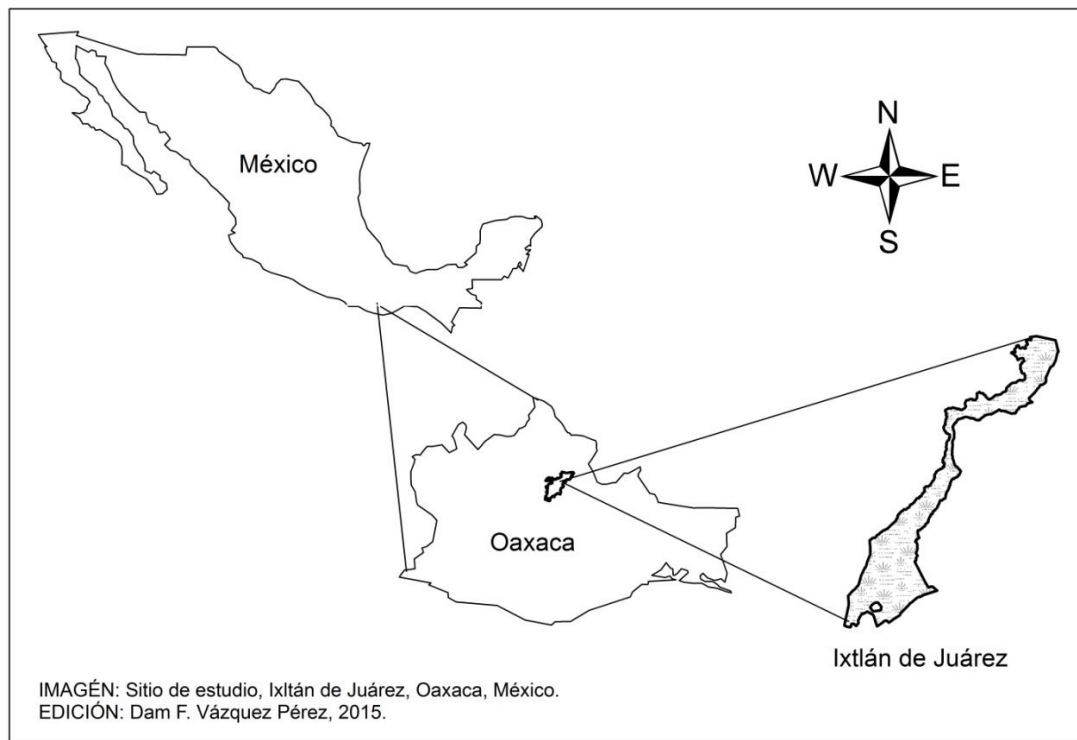 México
N
W E
S
Oaxaca
Ixtlán de Juárez
IMAGÉN: Sitio de estudio, Ixltán de Juárez, Oaxaca, México.
EDICIÓN: Dam F. Vázquez Pérez, 2015.